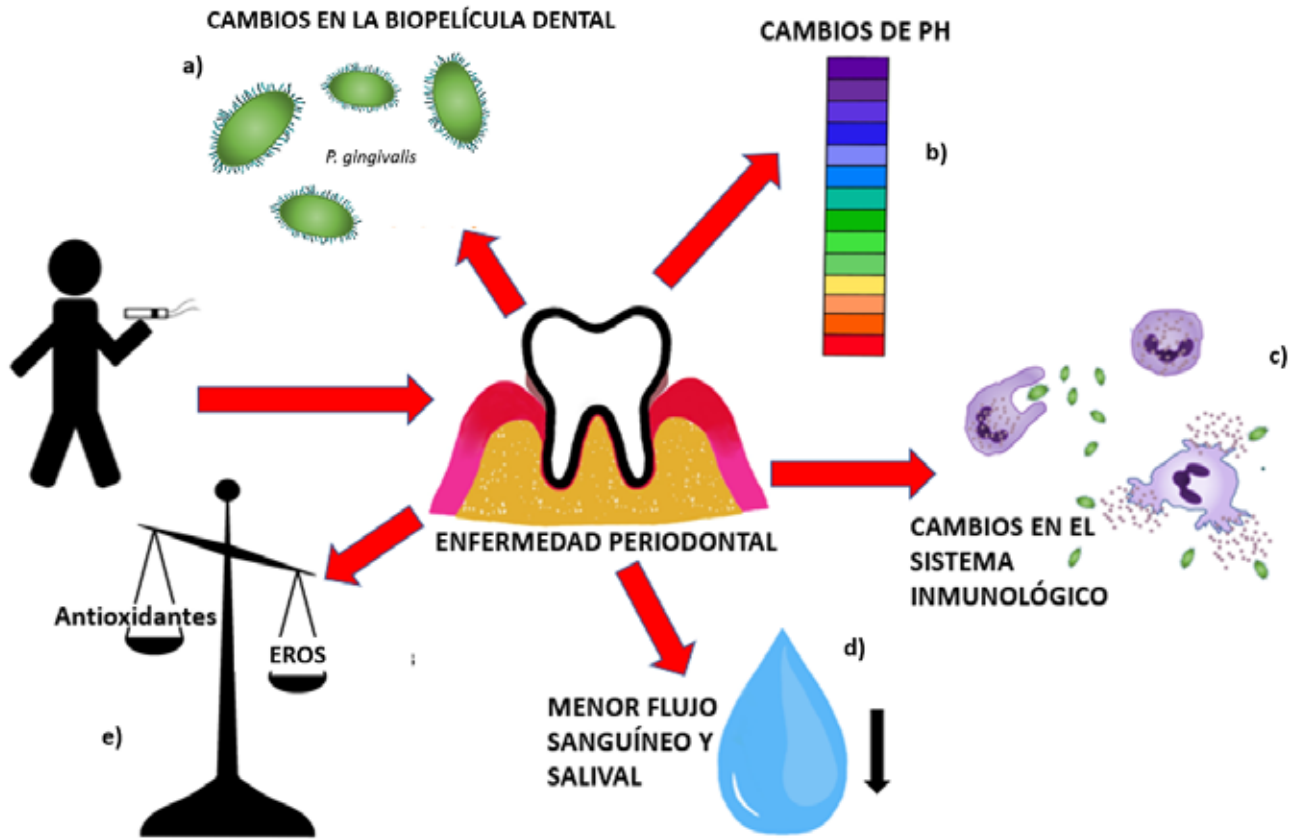 CAMBIOS EN LA BIOPELÍCULA DENTAL
a)
P. gingivalis
CAMBIOS DE PH
b)
c)
CAMBIOS EN EL
SISTEMA
INMUNOLÓGICO
ENFERMEDAD PERIODONTAL
Antioxidantes
EROS
e)
d)
MENOR FLUJO
SANGUÍNEO Y
SALIVAL